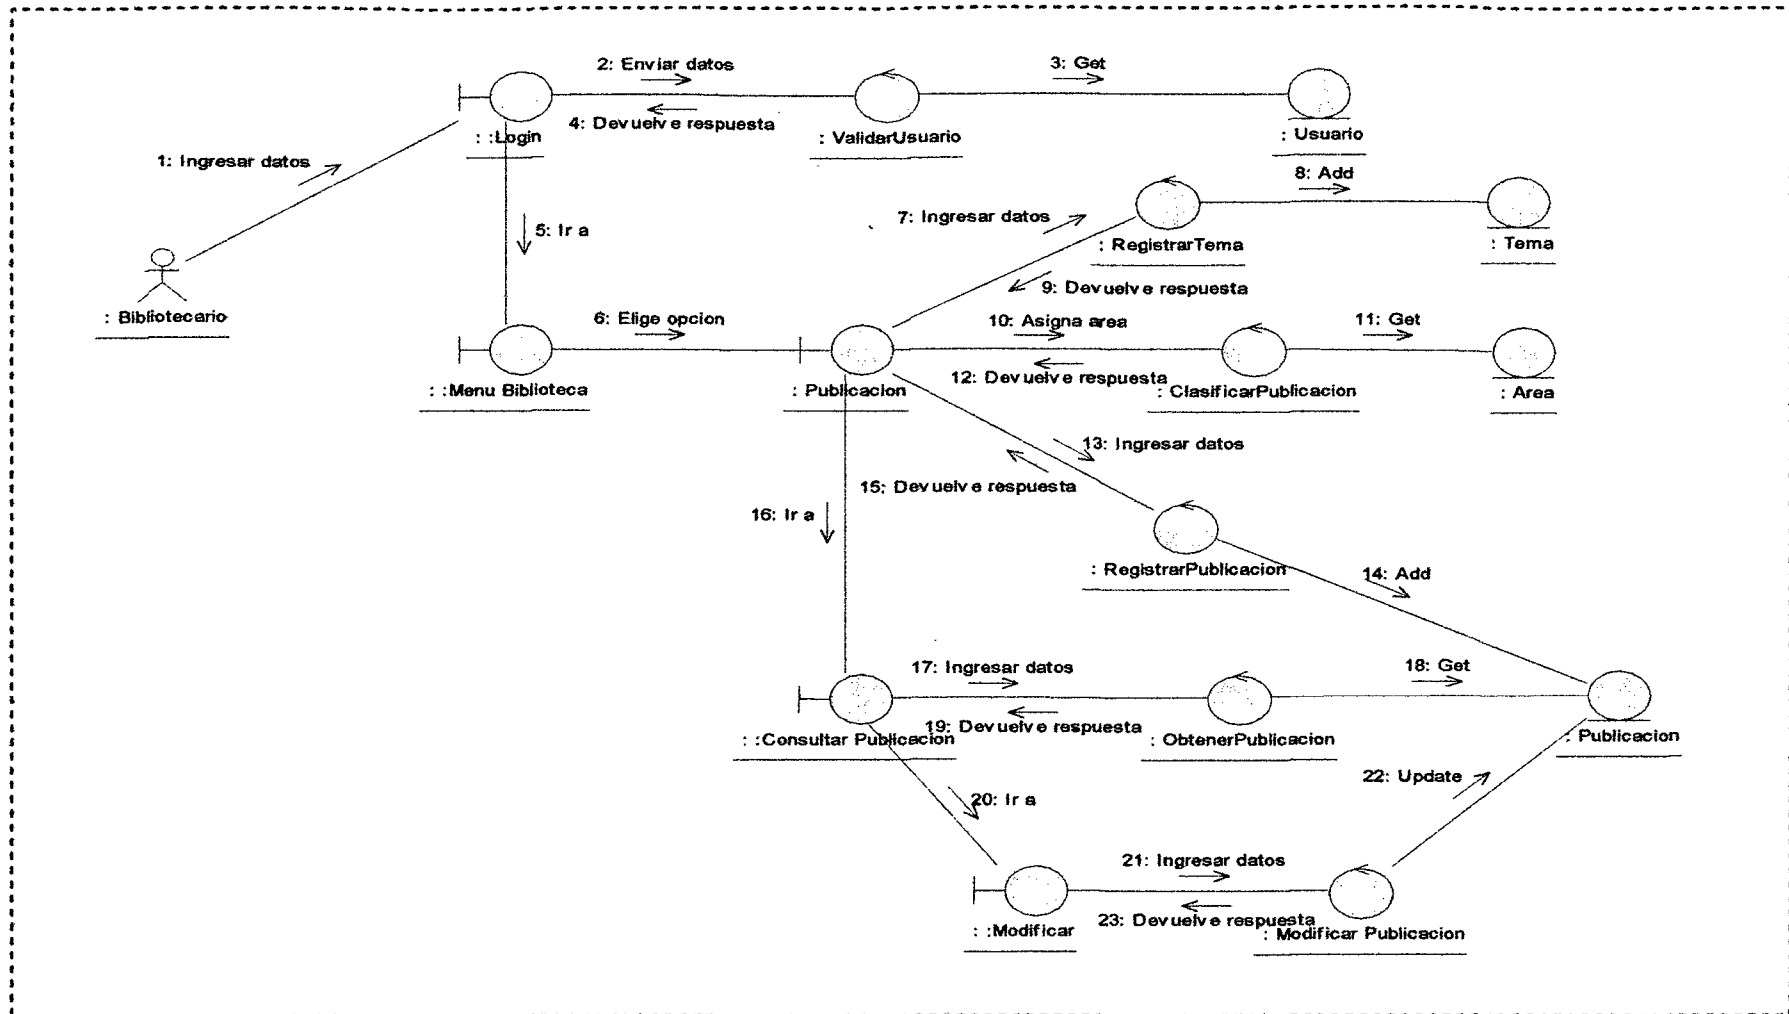 2: Enviar datos
3: Get
4: Devuelve respuesta
: :Login
: ValidarUsuario
: Usuario
1: Ingresar datos
8: Add
7: Ingresar datos
5: Ir a
: RegistrarTema
: Tema
9: Devuelve respuesta
: Bibliotecario
6: Elige opcion
10: Asigna area
11: Get
12: Devuelve respuesta
: :Menu Biblioteca
: Publicacion
: ClasificarPublicacion
: Area
13: Ingresar datos
15: Devuelve respuesta
16: Ir a
: RegistrarPublicacion
14: Add
17: Ingresar datos
18: Get
19: Devuelve respuesta
: :Consultar Publicacion
: ObtenerPublicacion
: Publicacion
22: Update
20: Ir a
21: Ingresar datos
23: Devuelve respuesta
: :Modificar
: Modificar Publicacion